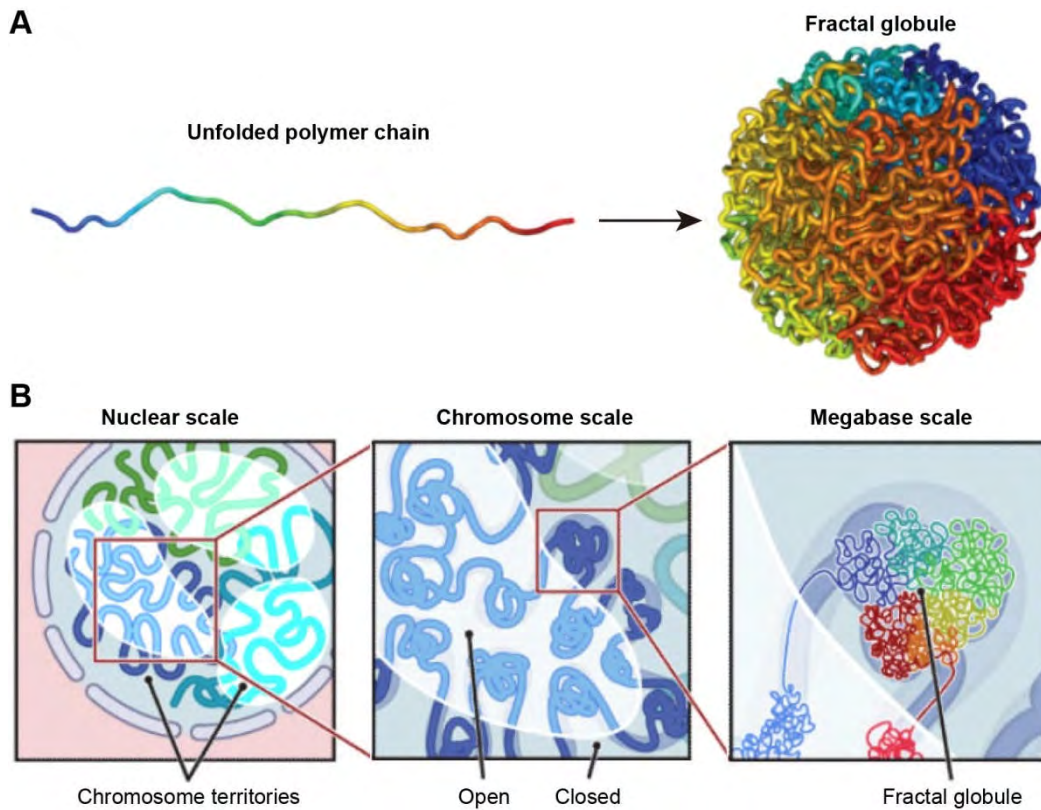 A
Fractal globule
Unfolded polymer chain
B
Nuclear scale
Chromosome scale
Megabase scale
Chromosome territories
Open
Closed
Fractal globule